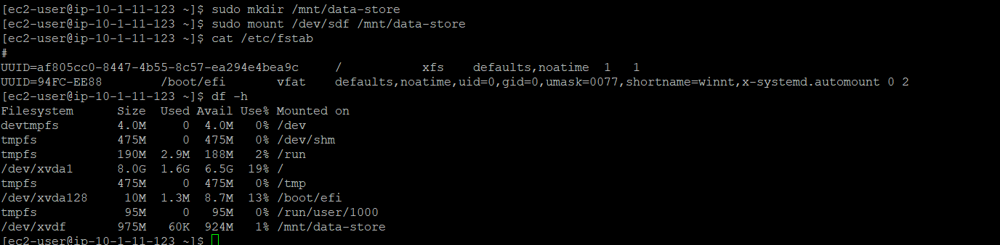 [ec2-user@ip-10-1-11-123 ~]$ sudo mkdir /mnt/data-store
[ec2-user@ip-10-1-11-123 ~]$ sudo mount /dev/sdf /mnt/data-store
[ec2-user@ip-10-1-11-123 ~]$ cat /etc/fstab
#
UUID=af805cc0-8447-4b55-8c57-ea294e4bea9c     /           xfs    defaults,noatime  1   1
UUID=94FC-EE88        /boot/efi       vfat    defaults,noatime,uid=0,gid=0,umask=0077,shortname=winnt,x-systemd.automount 0 2
[ec2-user@ip-10-1-11-123 ~]$ df -h
Filesystem      Size  Used Avail Use% Mounted on
devtmpfs        4.0M     0  4.0M   0% /dev
tmpfs           475M     0  475M   0% /dev/shm
tmpfs           190M  2.9M  188M   2% /run
/dev/xvda1      8.0G  1.6G  6.5G  19% /
tmpfs           475M     0  475M   0% /tmp
/dev/xvda128     10M  1.3M  8.7M  13% /boot/efi
tmpfs            95M     0   95M   0% /run/user/1000
/dev/xvdf       975M   60K  924M   1% /mnt/data-store
[ec2-user@ip-10-1-11-123 ~]$